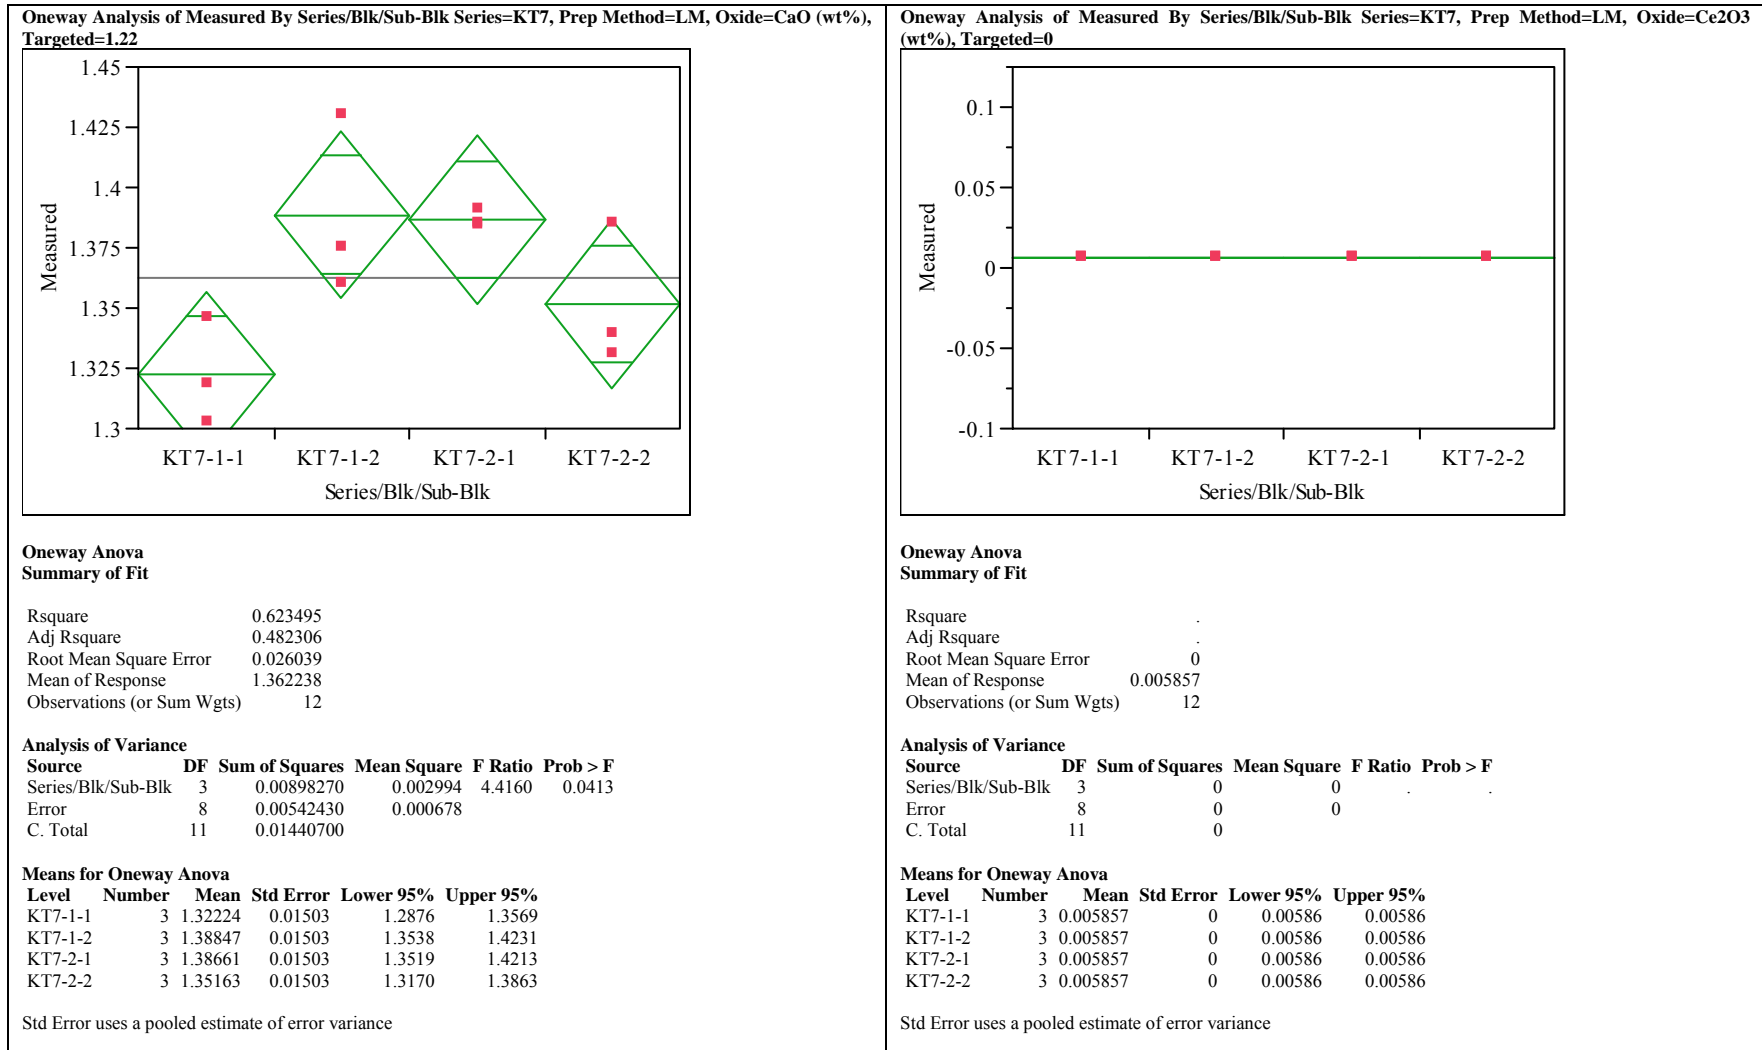 Oneway Analysis of Measured By Series/Blk/Sub-Blk Series=KT7, Prep Method=LM, Oxide=CaO (wt%),
Targeted=1.22
1.45
1.425
1.4
1.375
1.35
1.325
1.3
Measured
KT7-1-1 KT7-1-2 KT7-2-1 KT7-2-2
Series/Blk/Sub-Blk
Oneway Anova
Summary of Fit
Rsquare 0.623495
Adj Rsquare 0.482306
Root Mean Square Error 0.026039
Mean of Response 1.362238
Observations (or Sum Wgts) 12
Analysis of Variance
Source DF Sum of Squares Mean Square F Ratio Prob > F
Series/Blk/Sub-Blk 3 0.00898270 0.002994 4.4160 0.0413
Error 8 0.00542430 0.000678
C. Total 11 0.01440700
Means for Oneway Anova
Level Number Mean Std Error Lower 95% Upper 95%
KT7-1-1 3 1.32224 0.01503 1.2876 1.3569
KT7-1-2 3 1.38847 0.01503 1.3538 1.4231
KT7-2-1 3 1.38661 0.01503 1.3519 1.4213
KT7-2-2 3 1.35163 0.01503 1.3170 1.3863
Std Error uses a pooled estimate of error variance
Oneway Analysis of Measured By Series/Blk/Sub-Blk Series=KT7, Prep Method=LM, Oxide=Ce2O3
(wt%), Targeted=0
0.1
0.05
0
-0.05
-0.1
Measured
KT7-1-1 KT7-1-2 KT7-2-1 KT7-2-2
Series/Blk/Sub-Blk
Oneway Anova
Summary of Fit
Rsquare .
Adj Rsquare .
Root Mean Square Error 0
Mean of Response 0.005857
Observations (or Sum Wgts) 12
Analysis of Variance
Source DF Sum of Squares Mean Square F Ratio Prob > F
Series/Blk/Sub-Blk 3 0 0 . .
Error 8 0 0
C. Total 11 0
Means for Oneway Anova
Level Number Mean Std Error Lower 95% Upper 95%
KT7-1-1 3 0.005857 0 0.00586 0.00586
KT7-1-2 3 0.005857 0 0.00586 0.00586
KT7-2-1 3 0.005857 0 0.00586 0.00586
KT7-2-2 3 0.005857 0 0.00586 0.00586
Std Error uses a pooled estimate of error variance